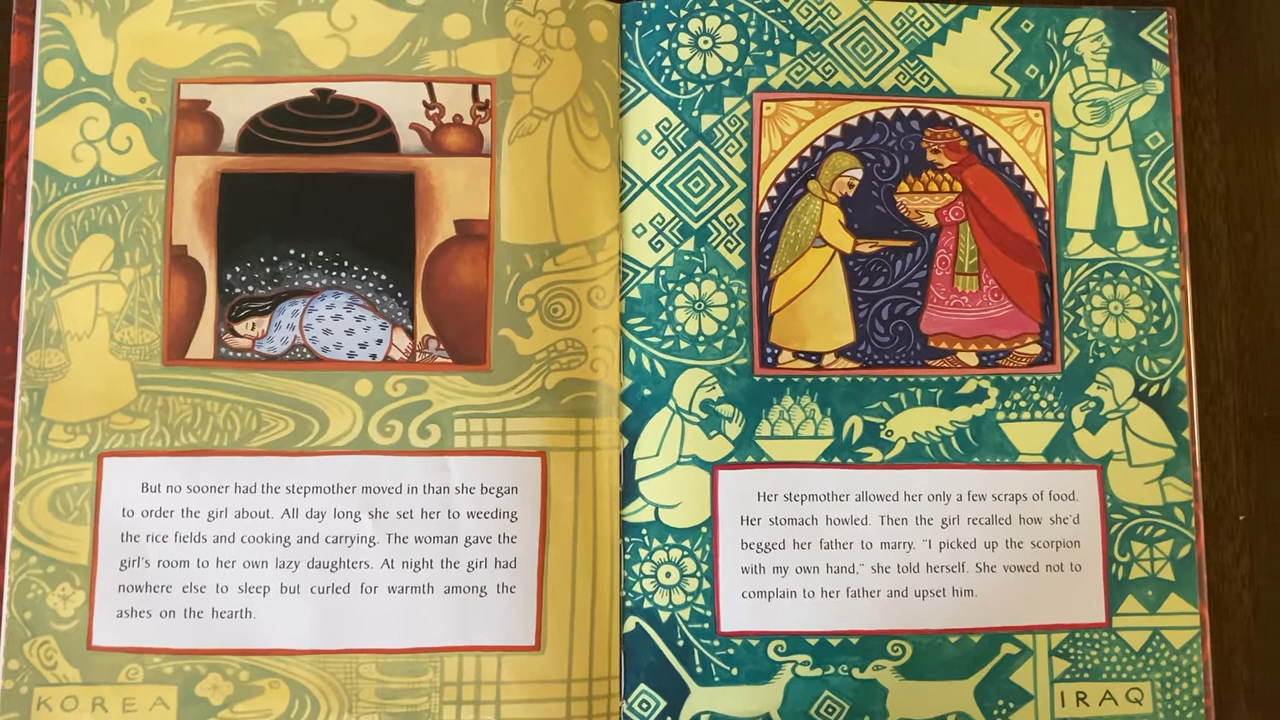 But no sooner had the stepmother moved in than she began
to order the girl about. All day long she set her to weeding
the rice fields and cooking and carrying. The woman gave the
girl's room to her own lazy daughters. At night the girl had
nowhere else to sleep but curled for warmth among the
ashes on the hearth.
KOREA
Her stepmother allowed her only a few scraps of food.
Her stomach howled. Then the girl recalled how she'd
begged her father to marry. "I picked up the scorpion
with my own hand," she told herself. She vowed not to
complain to her father and upset him.
IRAQ